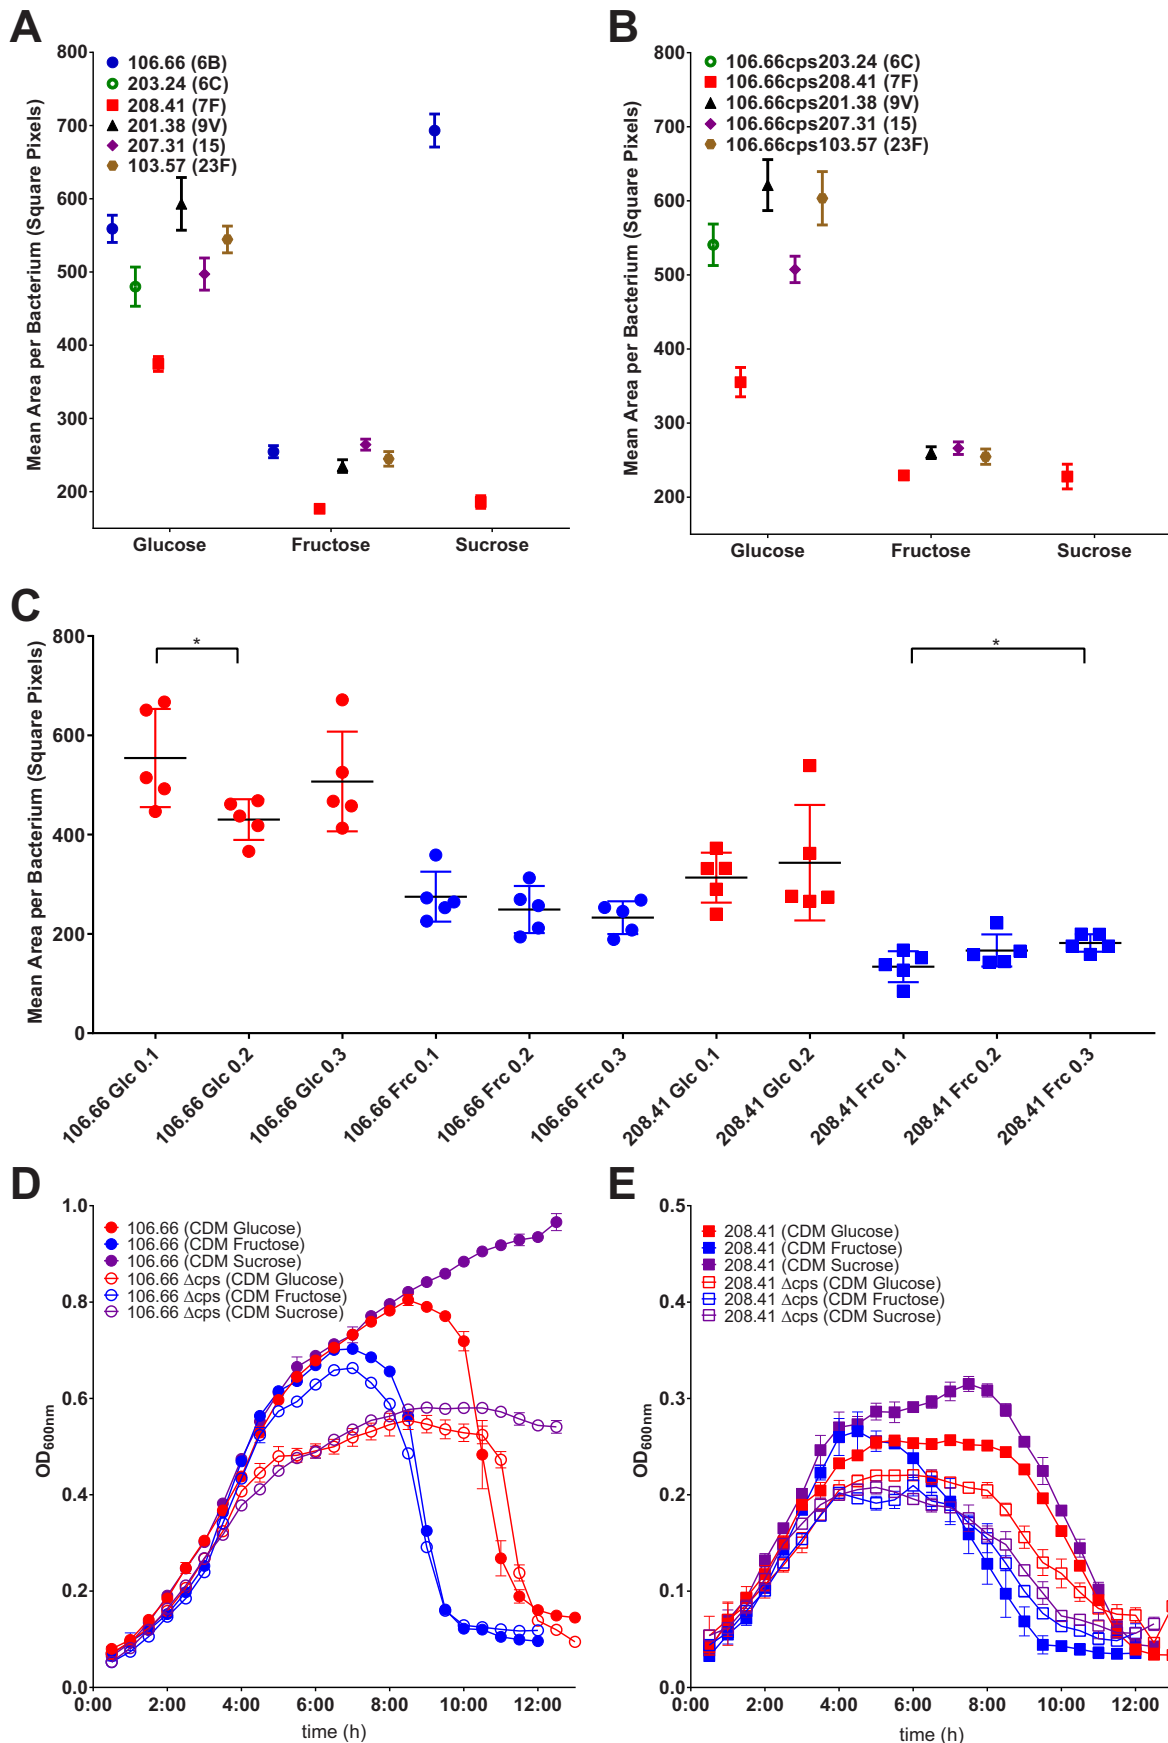 A
Mean Area per Bacterium (Square Pixels)
800
700
600
500
400
300
200
106.66 (6B)
203.24 (6C)
208.41 (7F)
201.38 (9V)
207.31 (15)
103.57 (23F)
Glucose Fructose Sucrose
B
Mean Area per Bacterium (Square Pixels)
800
700
600
500
400
300
200
106.66cps203.24 (6C)
106.66cps208.41 (7F)
106.66cps201.38 (9V)
106.66cps207.31 (15)
106.66cps103.57 (23F)
Glucose Fructose Sucrose
C
Mean Area per Bacterium (Square Pixels)
800
600
400
200
0
* *
106.66 Glc 0.1
106.66 Glc 0.2
106.66 Glc 0.3
106.66 Frc 0.1
106.66 Frc 0.2
106.66 Frc 0.3
208.41 Glc 0.1
208.41 Glc 0.2
208.41 Frc 0.1
208.41 Frc 0.2
208.41 Frc 0.3
D
OD600nm
1.0
0.8
0.6
0.4
0.2
0.0
106.66 (CDM Glucose)
106.66 (CDM Fructose)
106.66 (CDM Sucrose)
106.66 Δcps (CDM Glucose)
106.66 Δcps (CDM Fructose)
106.66 Δcps (CDM Sucrose)
0:00 2:00 4:00 6:00 8:00 10:00 12:00
time (h)
E
OD600nm
0.5
0.4
0.3
0.2
0.1
0.0
208.41 (CDM Glucose)
208.41 (CDM Fructose)
208.41 (CDM Sucrose)
208.41 Δcps (CDM Glucose)
208.41 Δcps (CDM Fructose)
208.41 Δcps (CDM Sucrose)
0:00 2:00 4:00 6:00 8:00 10:00 12:00
time (h)